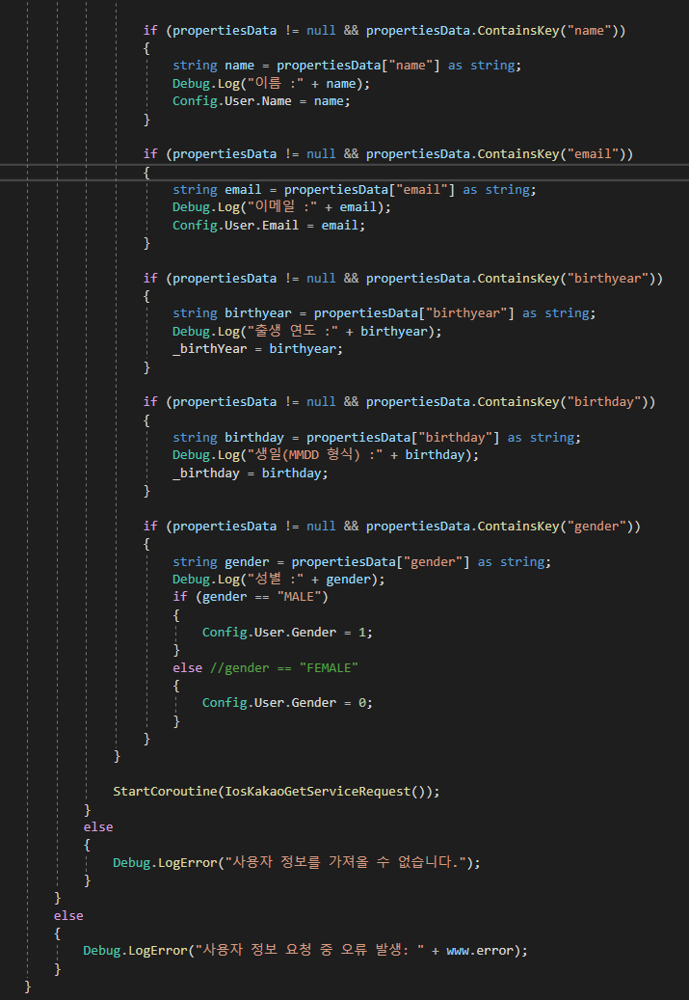 if (propertiesData != null && propertiesData.ContainsKey("name"))
{
string name = propertiesData["name"] as string;
Debug.Log("이름 :" + name);
Config.User.Name = name;
}
if (propertiesData != null && propertiesData.ContainsKey("email"))
{
string email = propertiesData["email"] as string;
Debug.Log("이메일 :" + email);
Config.User.Email = email;
}
if (propertiesData != null && propertiesData.ContainsKey("birthyear"))
{
string birthyear = propertiesData["birthyear"] as string;
Debug.Log("출생 연도 :" + birthyear);
_birthYear = birthyear;
}
if (propertiesData != null && propertiesData.ContainsKey("birthday"))
{
string birthday = propertiesData["birthday"] as string;
Debug.Log("생일(MMDD 형식) :" + birthday);
_birthday = birthday;
}
if (propertiesData != null && propertiesData.ContainsKey("gender"))
{
string gender = propertiesData["gender"] as string;
Debug.Log("성별 :" + gender);
if (gender == "MALE")
{
Config.User.Gender = 1;
}
else //gender == "FEMALE"
{
Config.User.Gender = 0;
}
}
}
StartCoroutine(IosKakaoGetServiceRequest());
}
else
{
Debug.LogError("사용자 정보를 가져올 수 없습니다.");
}
}
else
{
Debug.LogError("사용자 정보 요청 중 오류 발생: " + www.error);
}
}